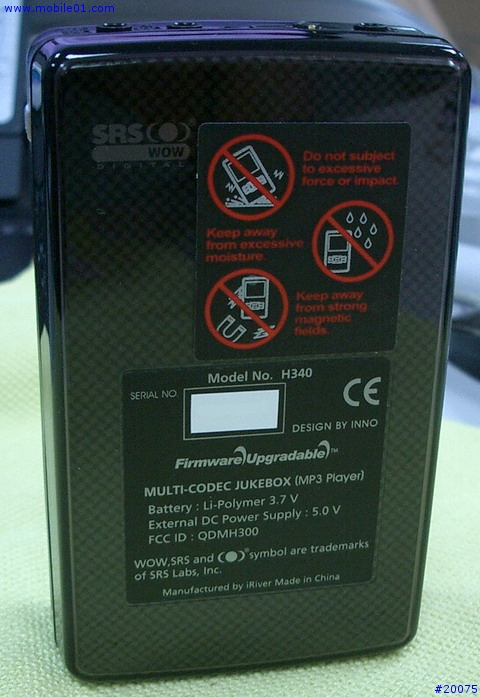 www.mobile01.com
SRS
WOW
DIGITAL
Do not subject
to excessive
force or impact.
Keep away
from excessive
moisture.
Keep away
from strong
magnetic
fields.
Model No. H340
SERIAL NO.
CE
DESIGN BY INNO
Firmware Upgradable™
MULTI-CODEC JUKEBOX (MP3 Player)
Battery : Li-Polymer 3.7 V
External DC Power Supply : 5.0 V
FCC ID : QDMH300
WOW,SRS and ® symbol are trademarks
of SRS Labs, Inc.
Manufactured by iRiver Made in China
#20075